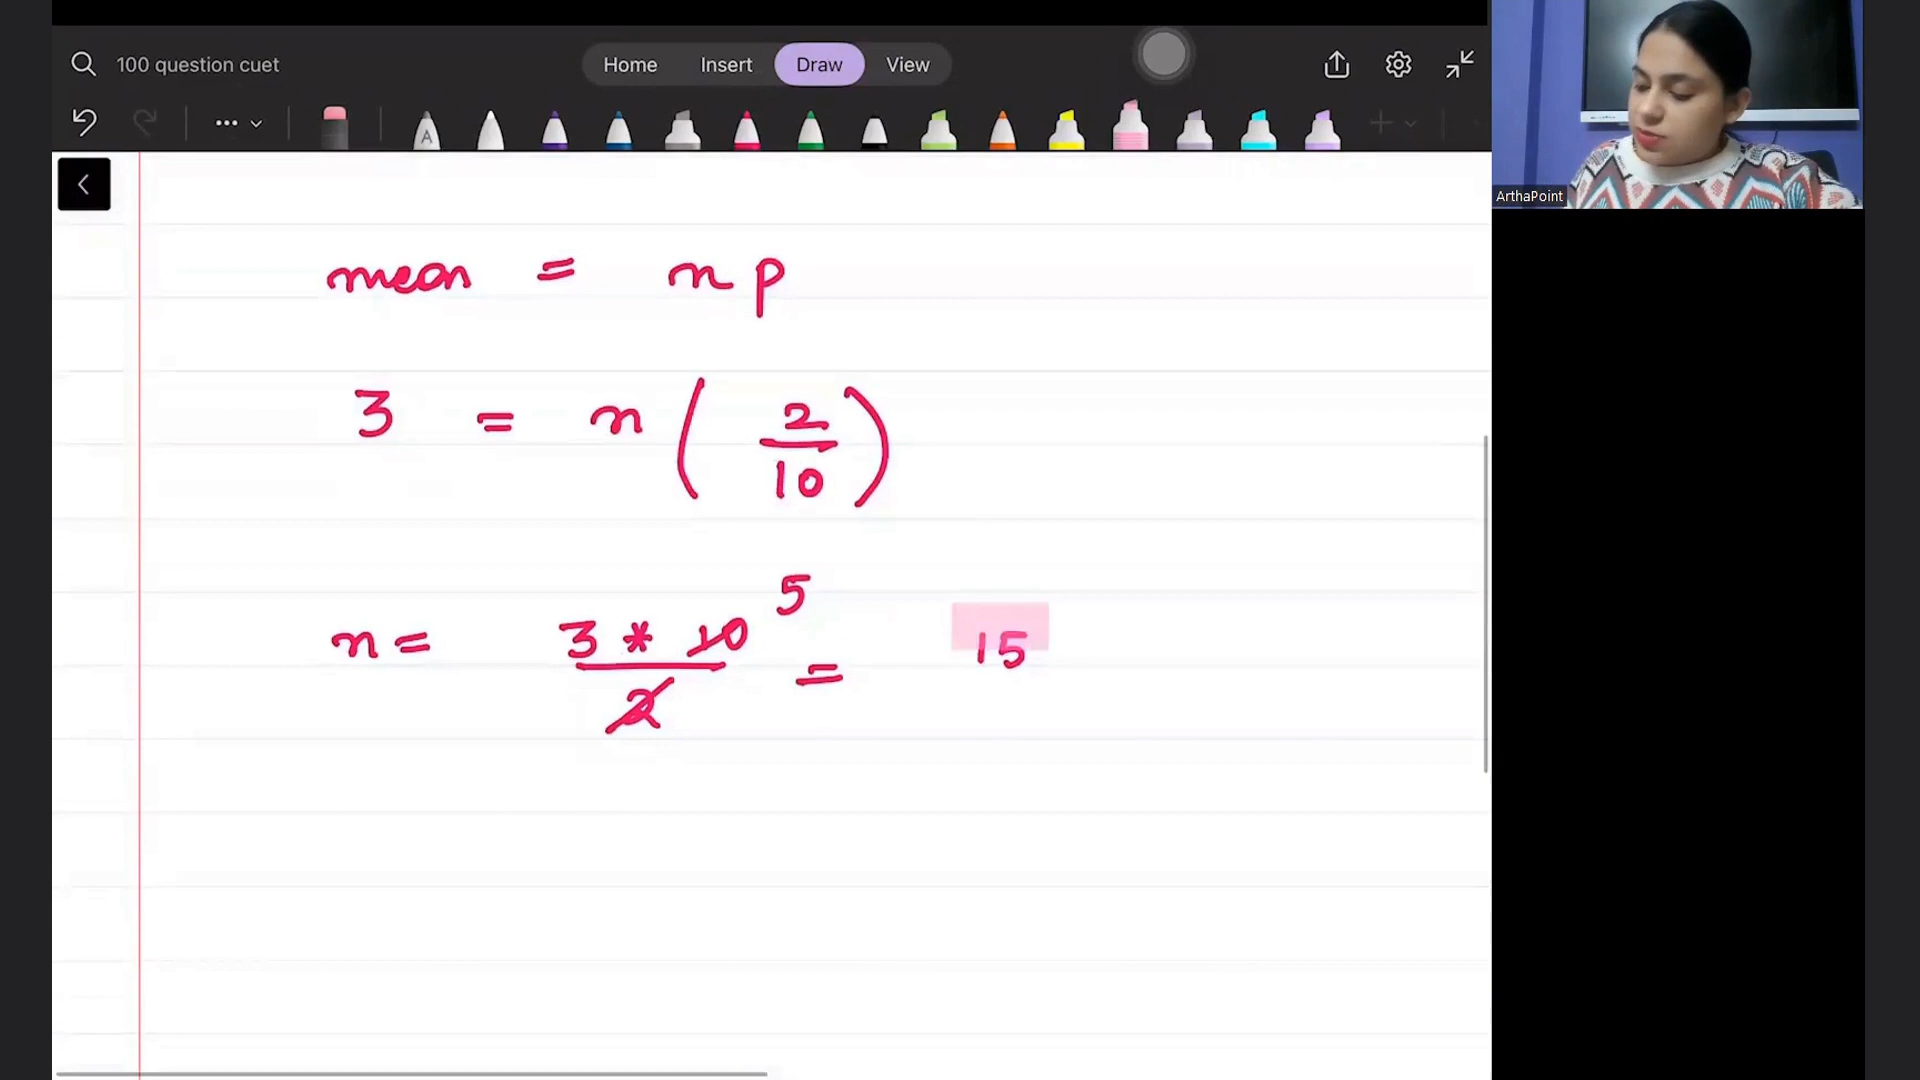 100 question cuet
Home Insert Draw View
A
ArthaPoint
mean = np
3 = n ( 2/10 )
5
n = 3 * 10 / 2 = 15